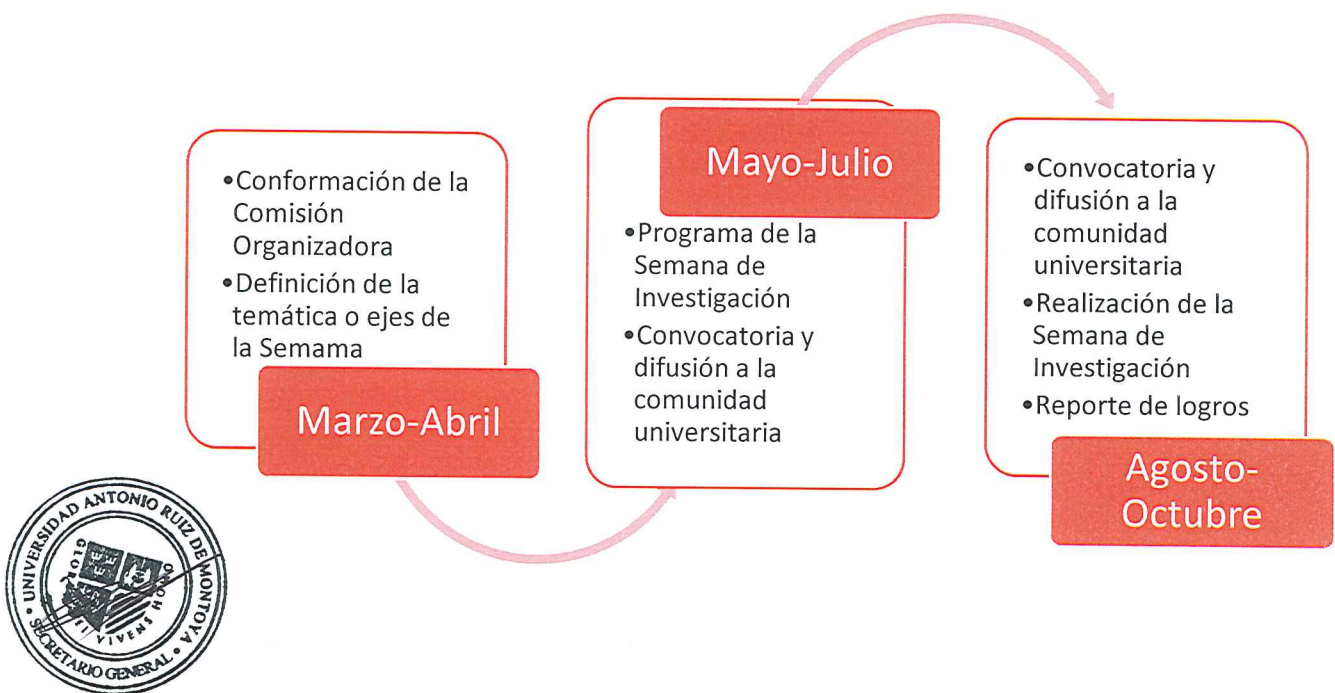 •Conformación de la
Comisión
Organizadora
•Definición de la
temática o ejes de
la Semama
Marzo-Abril
Mayo-Julio
•Programa de la
Semana de
Investigación
•Convocatoria y
difusión a la
comunidad
universitaria
•Convocatoria y
difusión a la
comunidad
universitaria
•Realización de la
Semana de
Investigación
•Reporte de logros
Agosto-
Octubre
UNIVERSIDAD ANTONIO RUIZ DE MONTOYA
SECRETARIO GENERAL
VIVENS